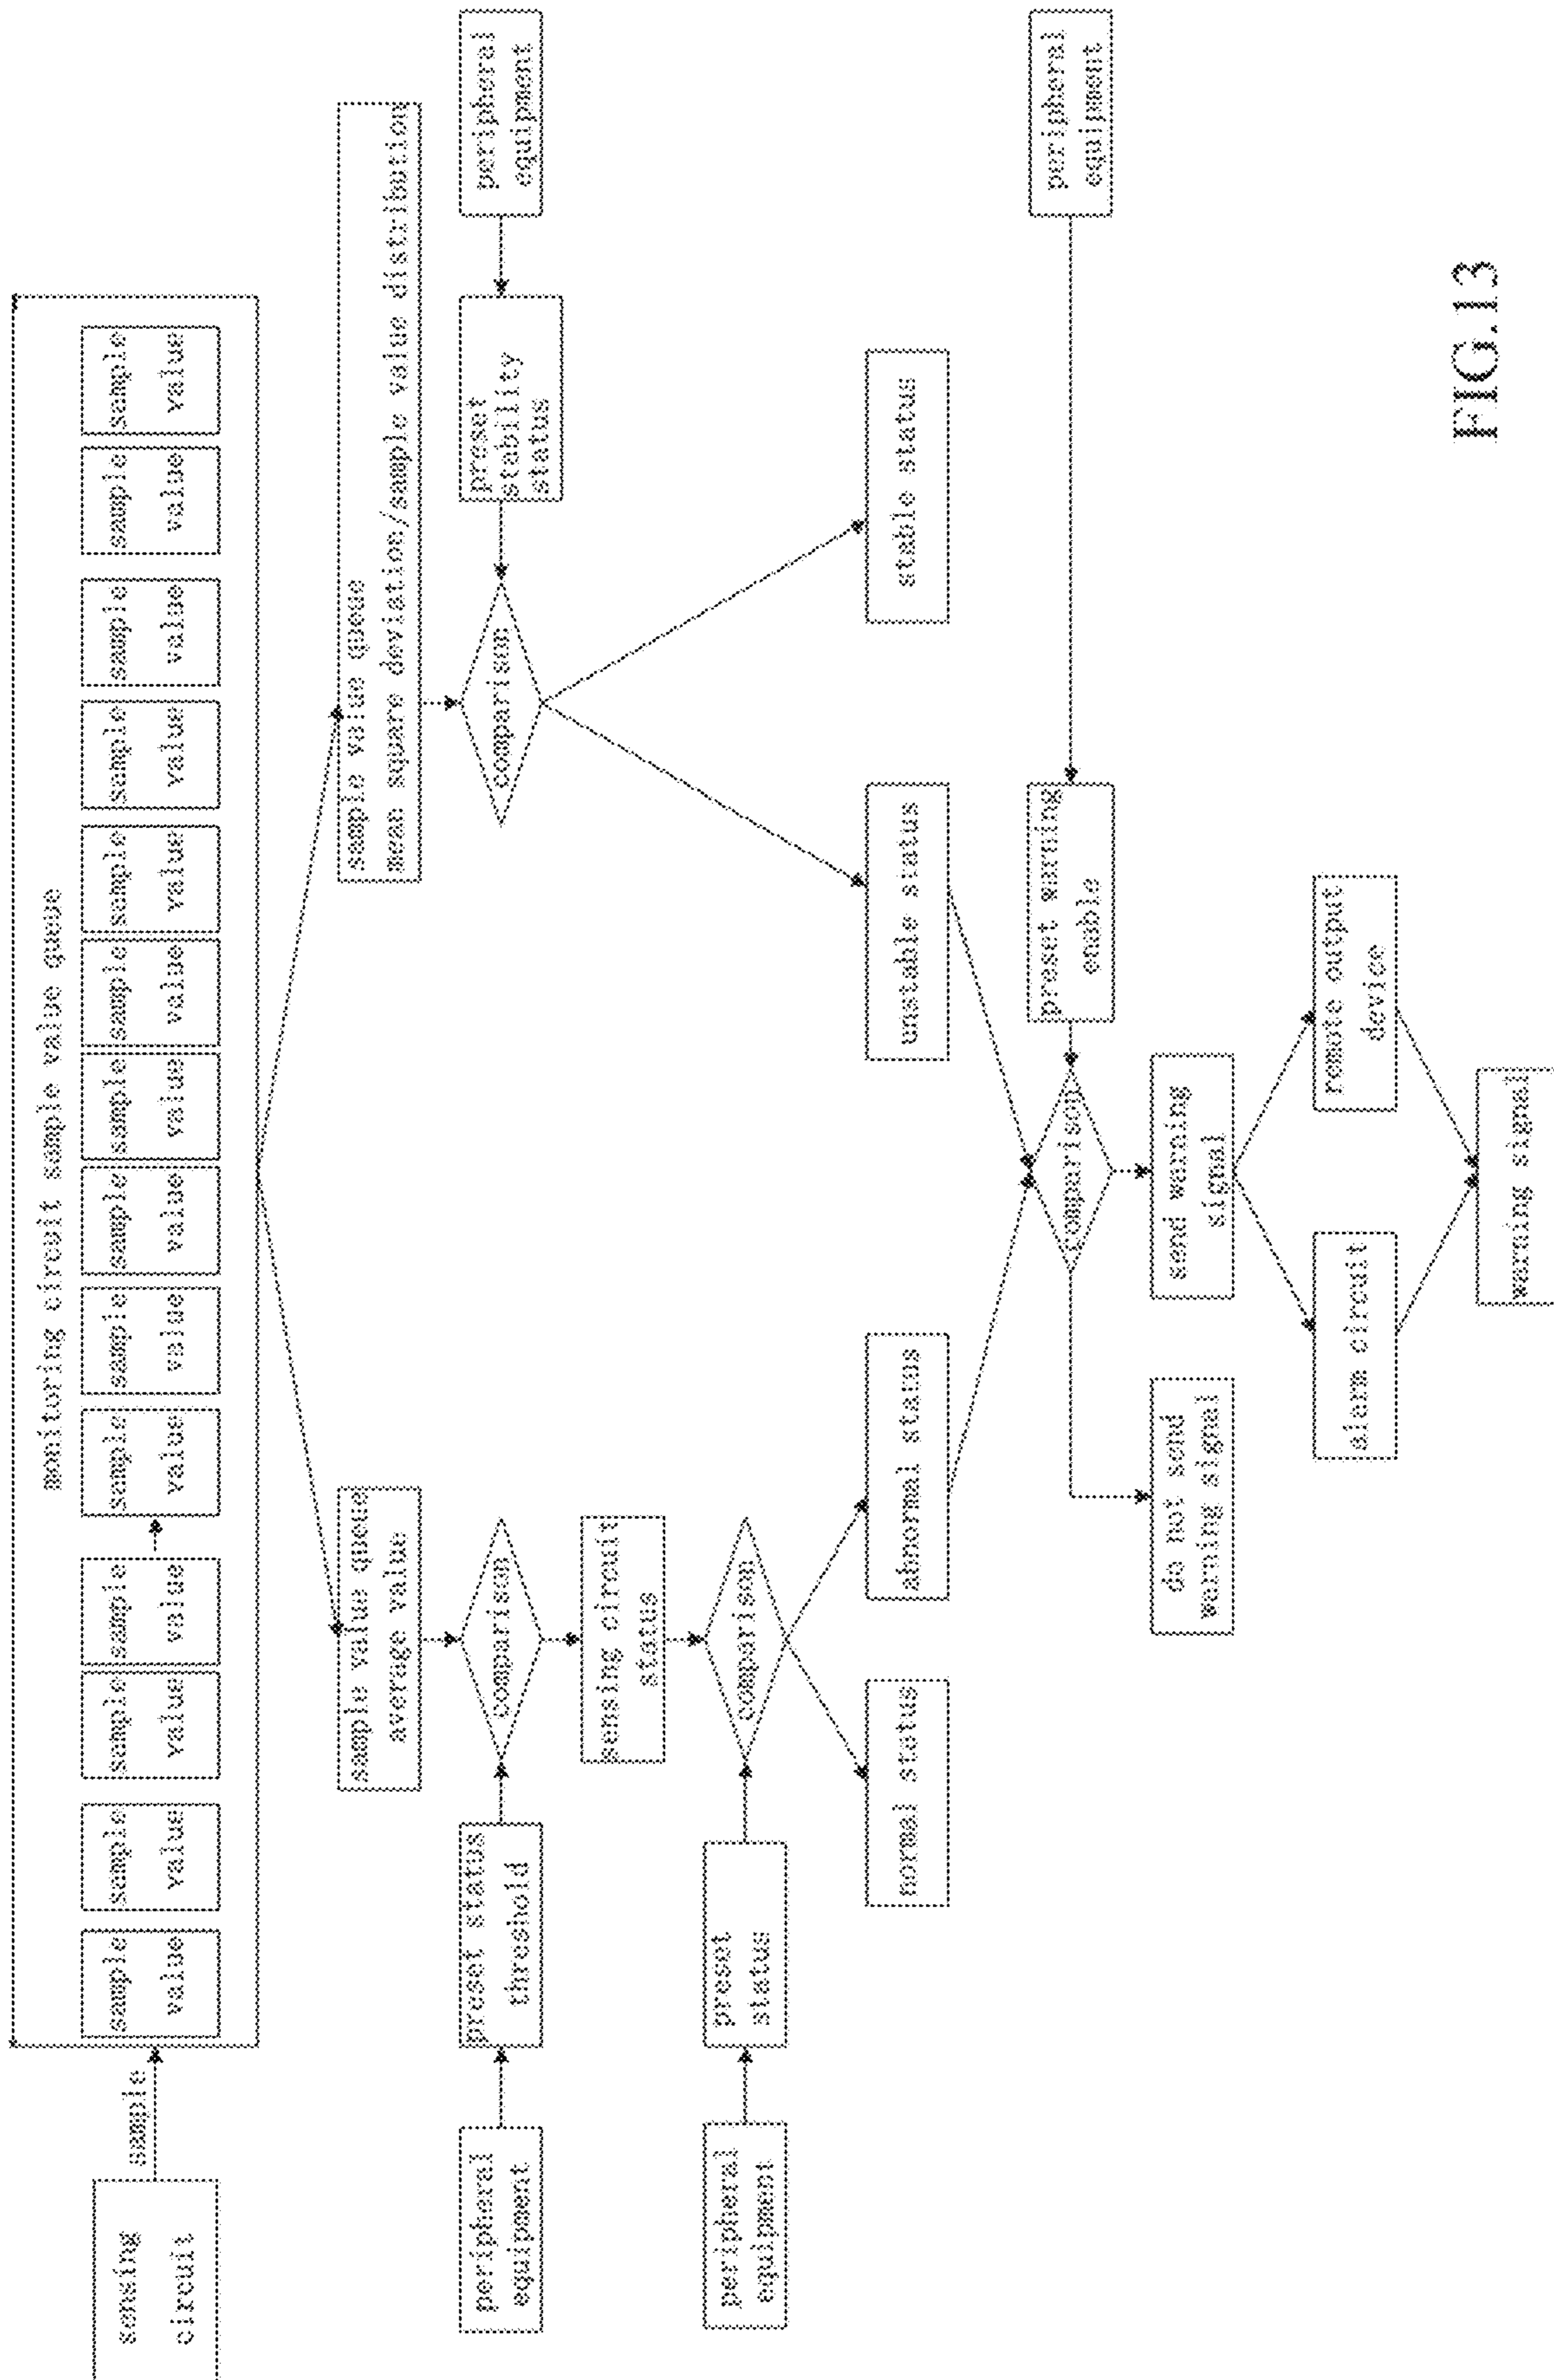 monitoring circuit sample value queue
sensing
circuit
sample
sample
value
sample
value
sample
value
sample
value
sample
value
sample
value
sample
value
sample
value
sample
value
sample
value
sample
value
sample
value
sample
value
sample
value
sample value queue
average value
sample value queue
mean square deviation/sample value distribution
peripheral
equipment
preset status
threshold
comparison
comparison
preset
stability
status
peripheral
equipment
sensing circuit
status
peripheral
equipment
preset
status
comparison
normal status
abnormal status
unstable status
stable status
comparison
preset warning
enable
peripheral
equipment
do not send
warning signal
send warning
signal
alarm circuit
remote output
device
warning signal
FIG.13